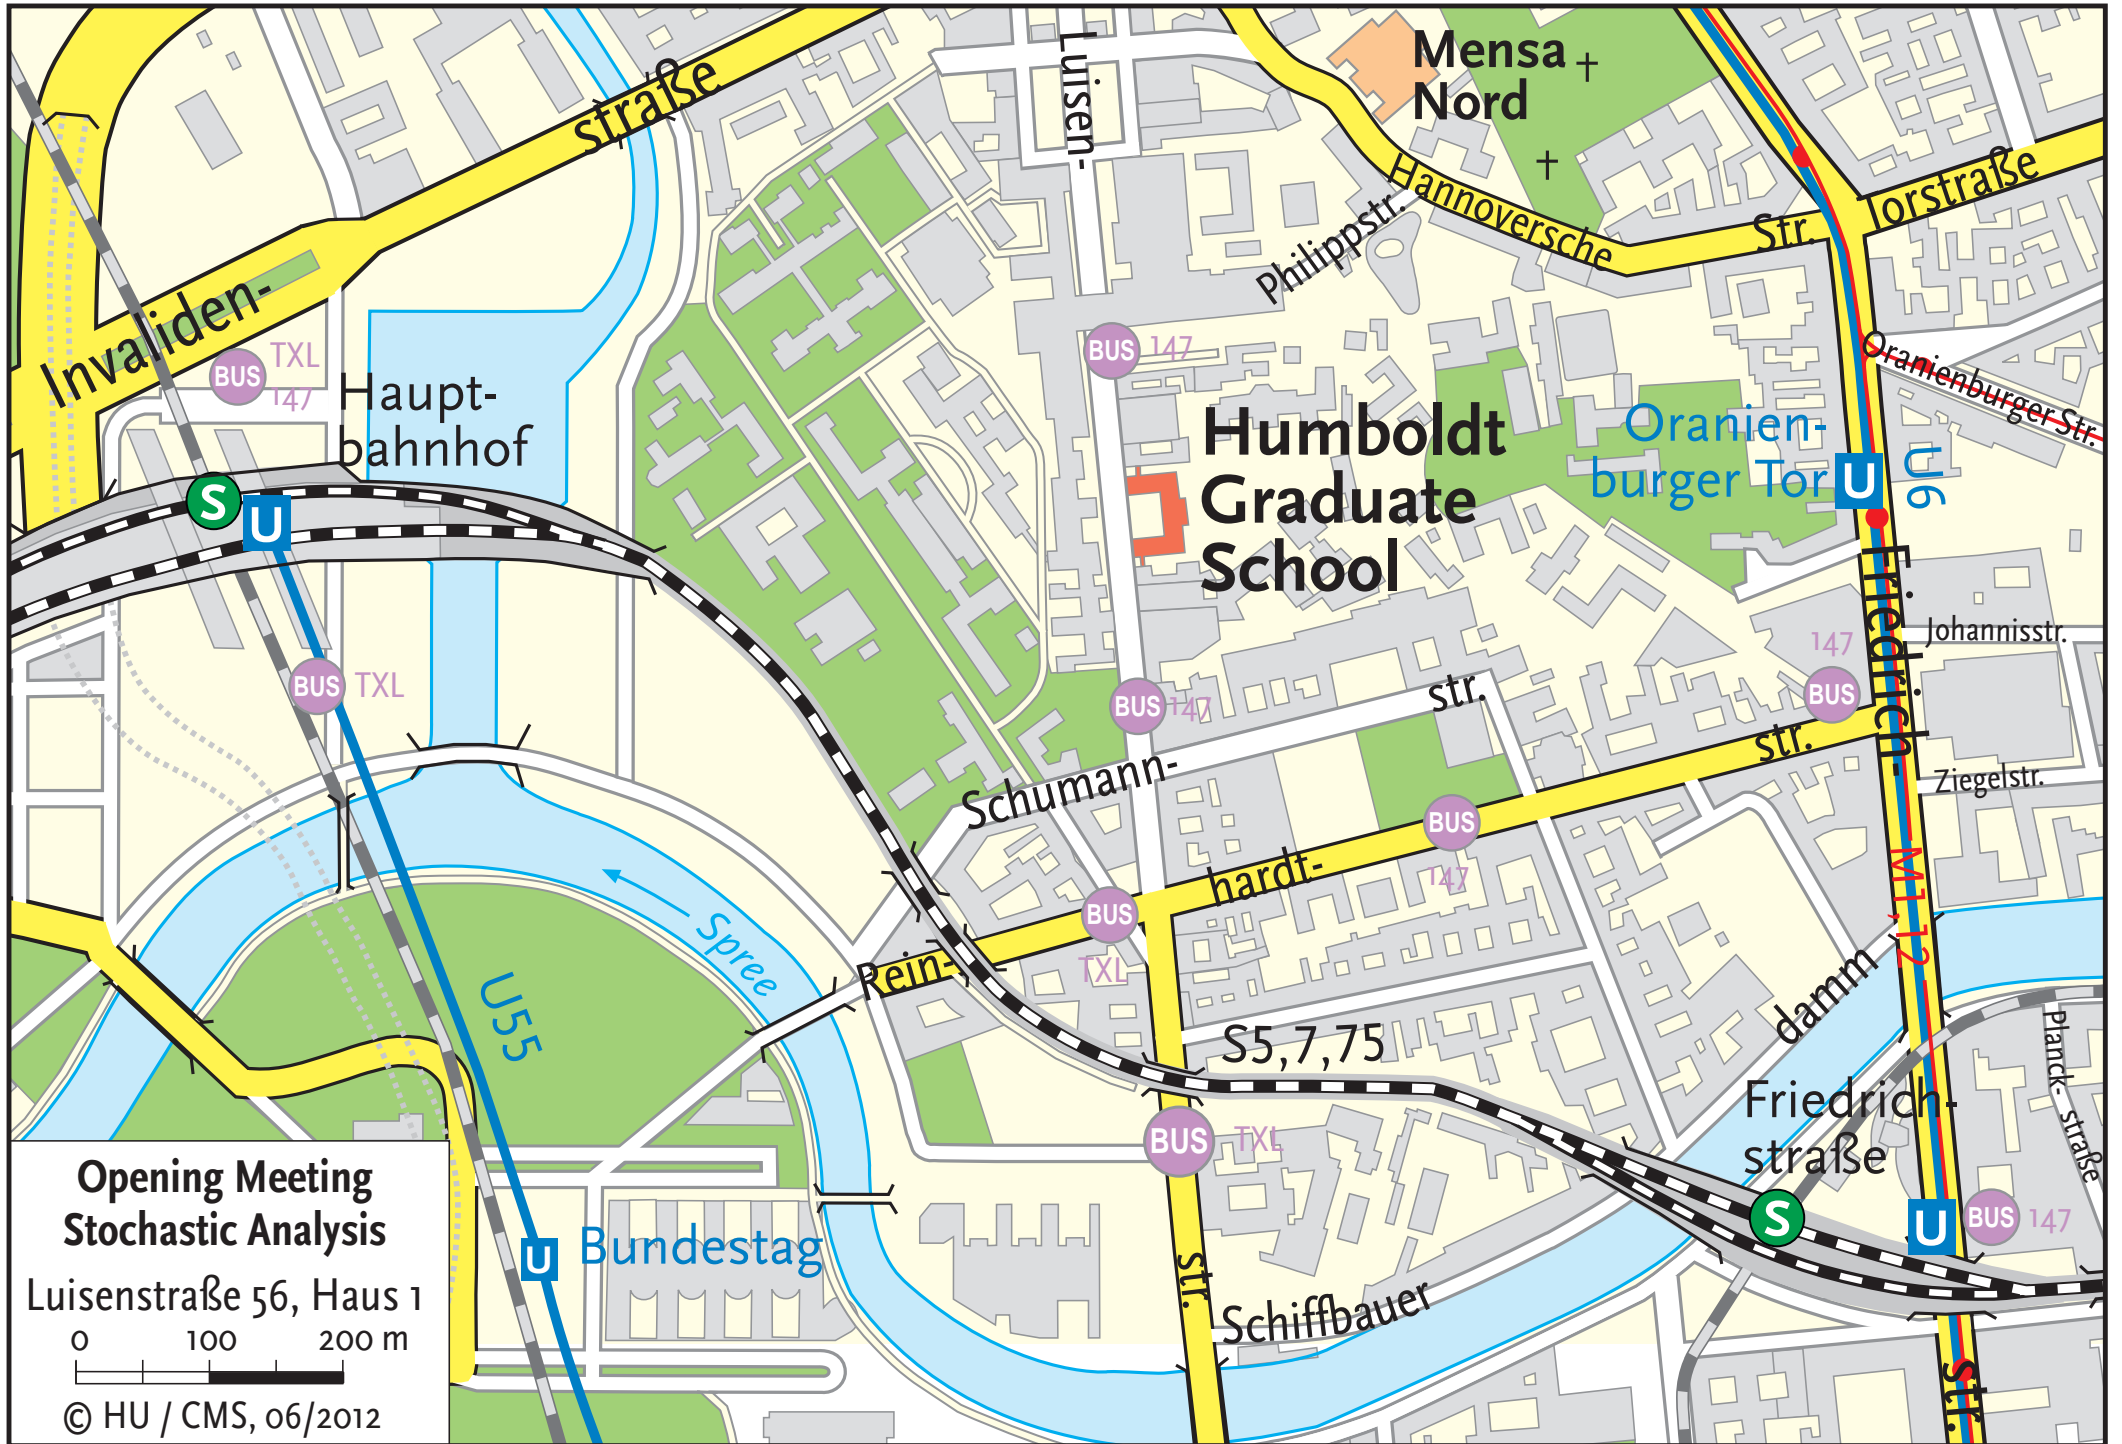 Mensa
Nord
Luisen-
straße
Hannoversche
Str.
Torstraße
Philippstr.
Invaliden-
BUS TXL
147
Haupt-
bahnhof
BUS 147
Oranienburger Str.
Humboldt
Graduate
School
Oranien-
burger Tor
U
U6
S
U
Friedrich-
Johannisstr.
147
BUS
BUS TXL
BUS 147
str.
str.
Schumann-
Ziegelstr.
BUS
147
hardt-
M1,12
BUS
TXL
Spree
Rein-
damm
U55
S5,7,75
Planck-
straße
Friedrich-
straße
BUS TXL
S
U
BUS 147
U Bundestag
str.
Schiffbauer
str.
Opening Meeting
Stochastic Analysis
Luisenstraße 56, Haus 1
0 100 200 m
© HU / CMS, 06/2012